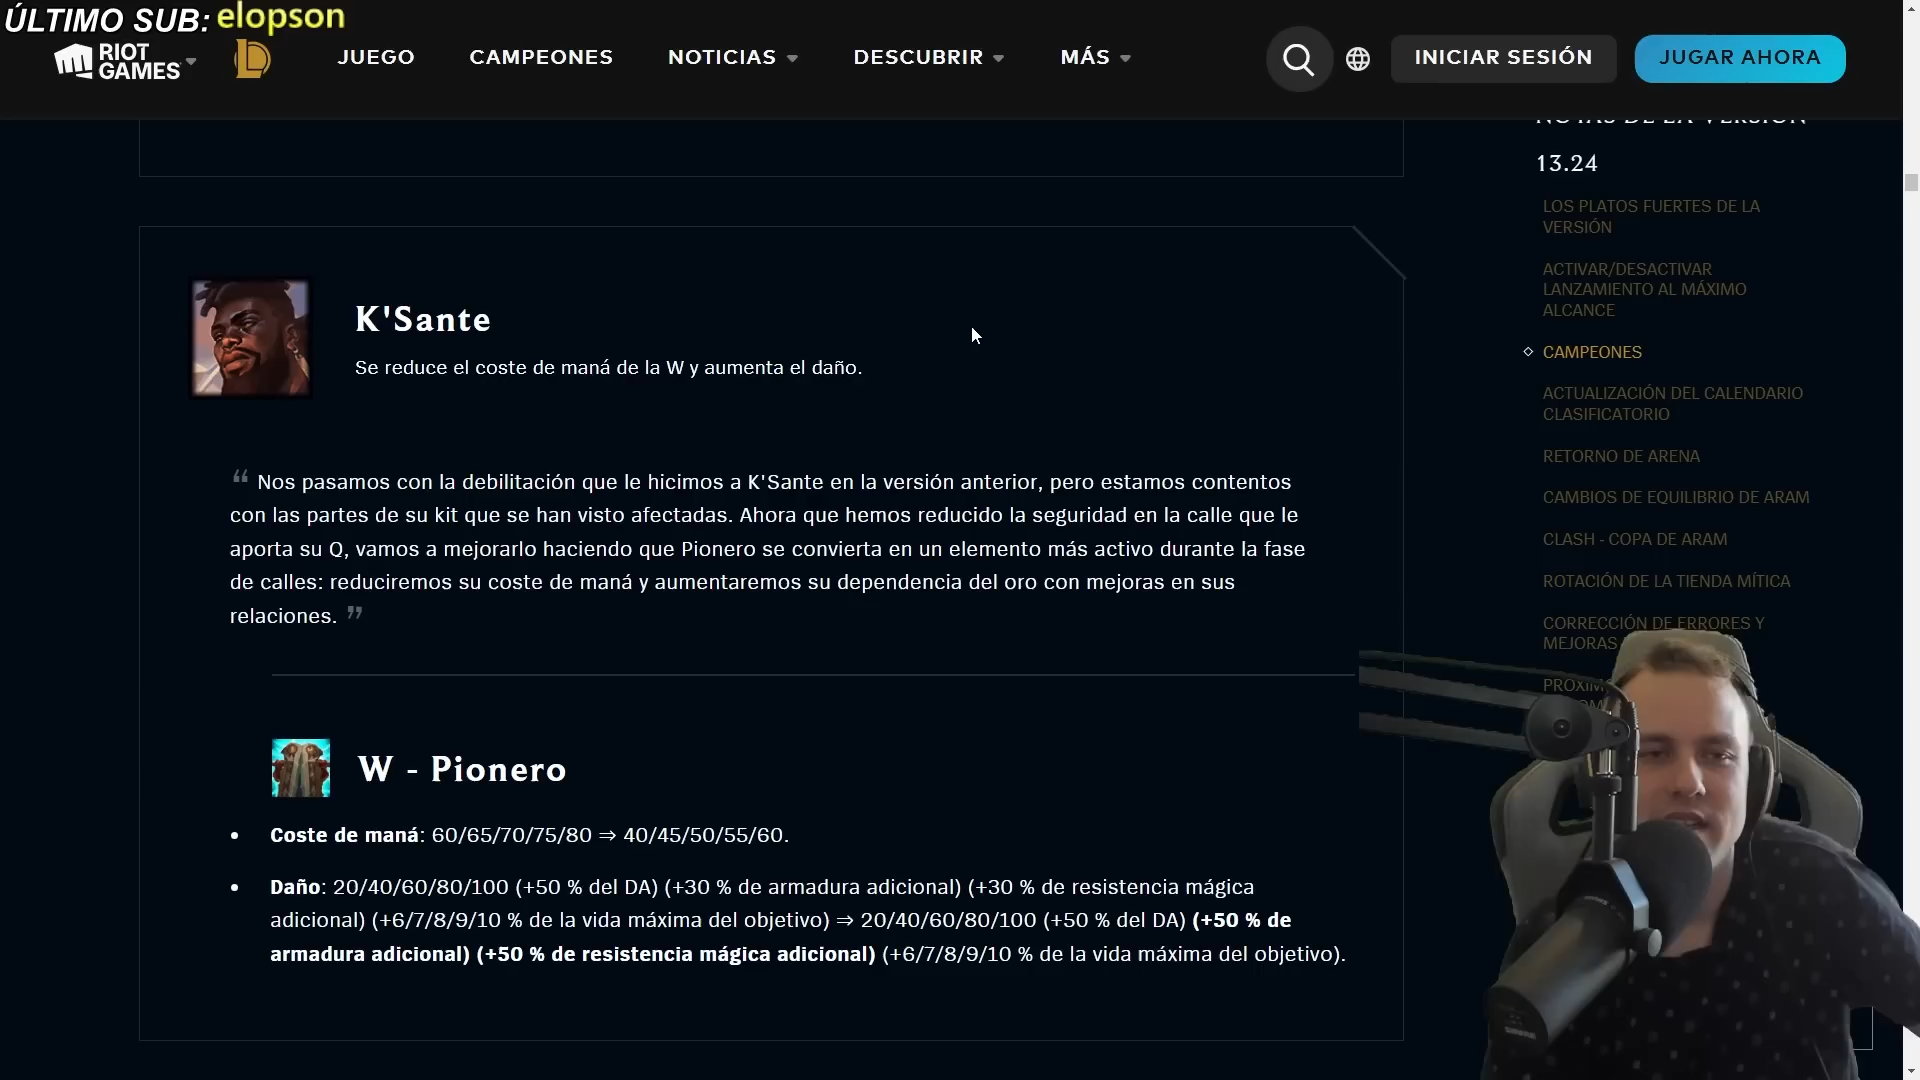 ÚLTIMO SUB: elopson
RIOT GAMES
JUEGO
CAMPEONES
NOTICIAS
DESCUBRIR
MÁS
INICIAR SESIÓN
JUGAR AHORA
K'Sante
Se reduce el coste de maná de la W y aumenta el daño.
“ Nos pasamos con la debilitación que le hicimos a K'Sante en la versión anterior, pero estamos contentos
con las partes de su kit que se han visto afectadas. Ahora que hemos reducido la seguridad en la calle que le
aporta su Q, vamos a mejorarlo haciendo que Pionero se convierta en un elemento más activo durante la fase
de calles: reduciremos su coste de maná y aumentaremos su dependencia del oro con mejoras en sus
relaciones. ”
W - Pionero
• Coste de maná: 60/65/70/75/80 ⇒ 40/45/50/55/60.
• Daño: 20/40/60/80/100 (+50 % del DA) (+30 % de armadura adicional) (+30 % de resistencia mágica
adicional) (+6/7/8/9/10 % de la vida máxima del objetivo) ⇒ 20/40/60/80/100 (+50 % del DA) (+50 % de
armadura adicional) (+50 % de resistencia mágica adicional) (+6/7/8/9/10 % de la vida máxima del objetivo).
NOTAS DE LA VERSIÓN
13.24
LOS PLATOS FUERTES DE LA
VERSIÓN
ACTIVAR/DESACTIVAR
LANZAMIENTO AL MÁXIMO
ALCANCE
CAMPEONES
ACTUALIZACIÓN DEL CALENDARIO
CLASIFICATORIO
RETORNO DE ARENA
CAMBIOS DE EQUILIBRIO DE ARAM
CLASH - COPA DE ARAM
ROTACIÓN DE LA TIENDA MÍTICA
CORRECCIÓN DE ERRORES Y
MEJORAS